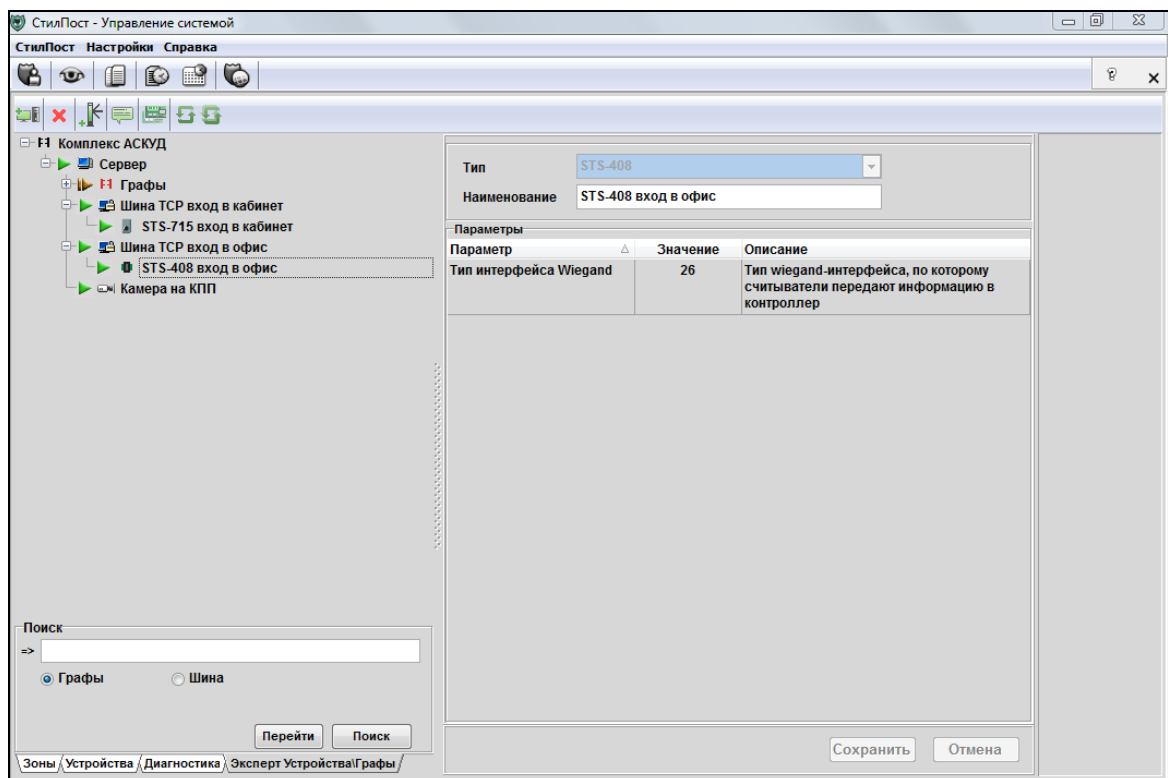 СтилПост - Управление системой
СтилПост Настройки Справка
Комплекс АСКУД
Сервер
Графы
Шина TCP вход в кабинет
STS-715 вход в кабинет
Шина TCP вход в офис
STS-408 вход в офис
Камера на КПП
Тип STS-408
Наименование STS-408 вход в офис
Параметры
Параметр Значение Описание
Тип интерфейса Wiegand 26 Тип wiegand-интерфейса, по которому
считыватели передают информацию в
контроллер
Поиск
=>
Графы Шина
Перейти Поиск
Сохранить Отмена
Зоны Устройства Диагностика Эксперт Устройства\Графы